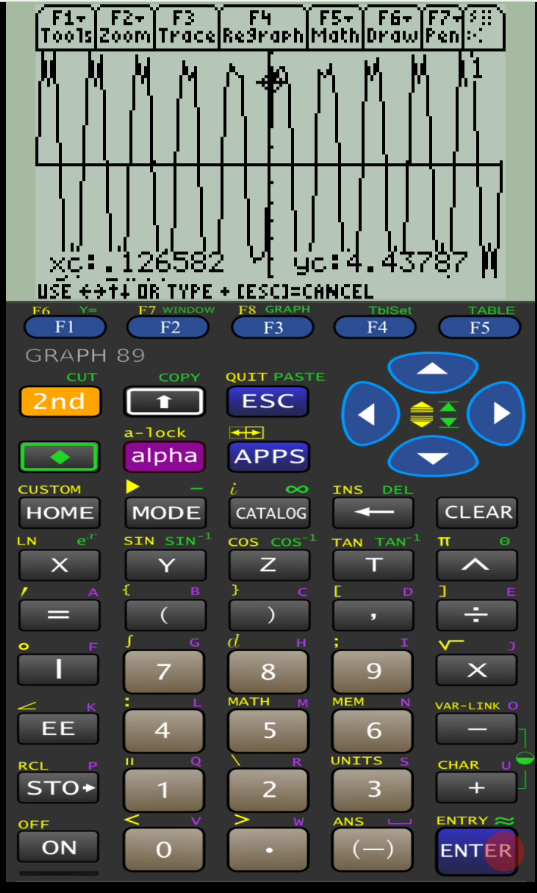 F1 F2 F3 F4 F5 F6 F7
Tools Zoom Trace ReGraph Math Draw Pen
1
xc:.126582 yc:4.43787
USE ←→↑↓ OR TYPE + [ESC]=CANCEL
F6 Y= F7 WINDOW F8 GRAPH TblSet TABLE
F1 F2 F3 F4 F5
GRAPH 89
CUT COPY QUIT PASTE
2nd ↑ ESC
a-lock
alpha APPS
CUSTOM ▶ – i ∞ INS DEL
HOME MODE CATALOG ← CLEAR
LN eˣ SIN SIN⁻¹ COS COS⁻¹ TAN TAN⁻¹ π θ
X Y Z T ^
′ A { B } C [ D ] E
= ( ) , ÷
° F ∫ G d H ; I √ J
| 7 8 9 ×
∠ K : L MATH M MEM N VAR-LINK O
EE 4 5 6 −
RCL P " Q \ R UNITS S CHAR U
STO▸ 1 2 3 +
OFF < V > W ANS ENTRY ≈
ON 0 . (−) ENTER